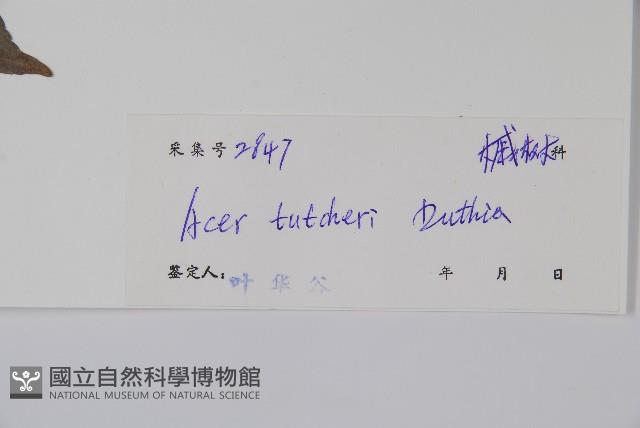 采集号 2847 槭树科
Acer tutcheri Duthia
鉴定人：叶华谷 年 月 日
國立自然科學博物館
NATIONAL MUSEUM OF NATURAL SCIENCE